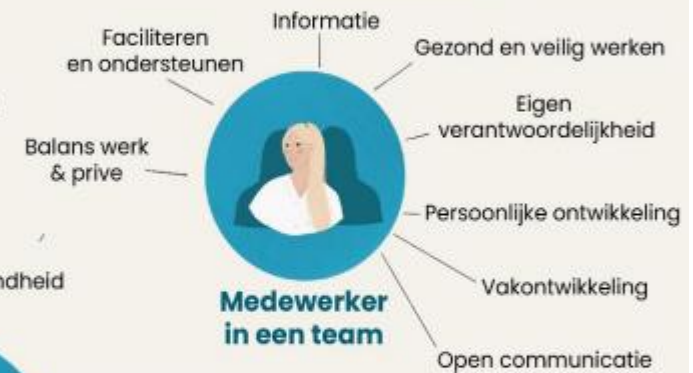 Informatie
Faciliteren
en ondersteunen
Gezond en veilig werken
Eigen
verantwoordelijkheid
Balans werk
& prive
Persoonlijke ontwikkeling
Vakontwikkeling
Medewerker
in een team
Open communicatie